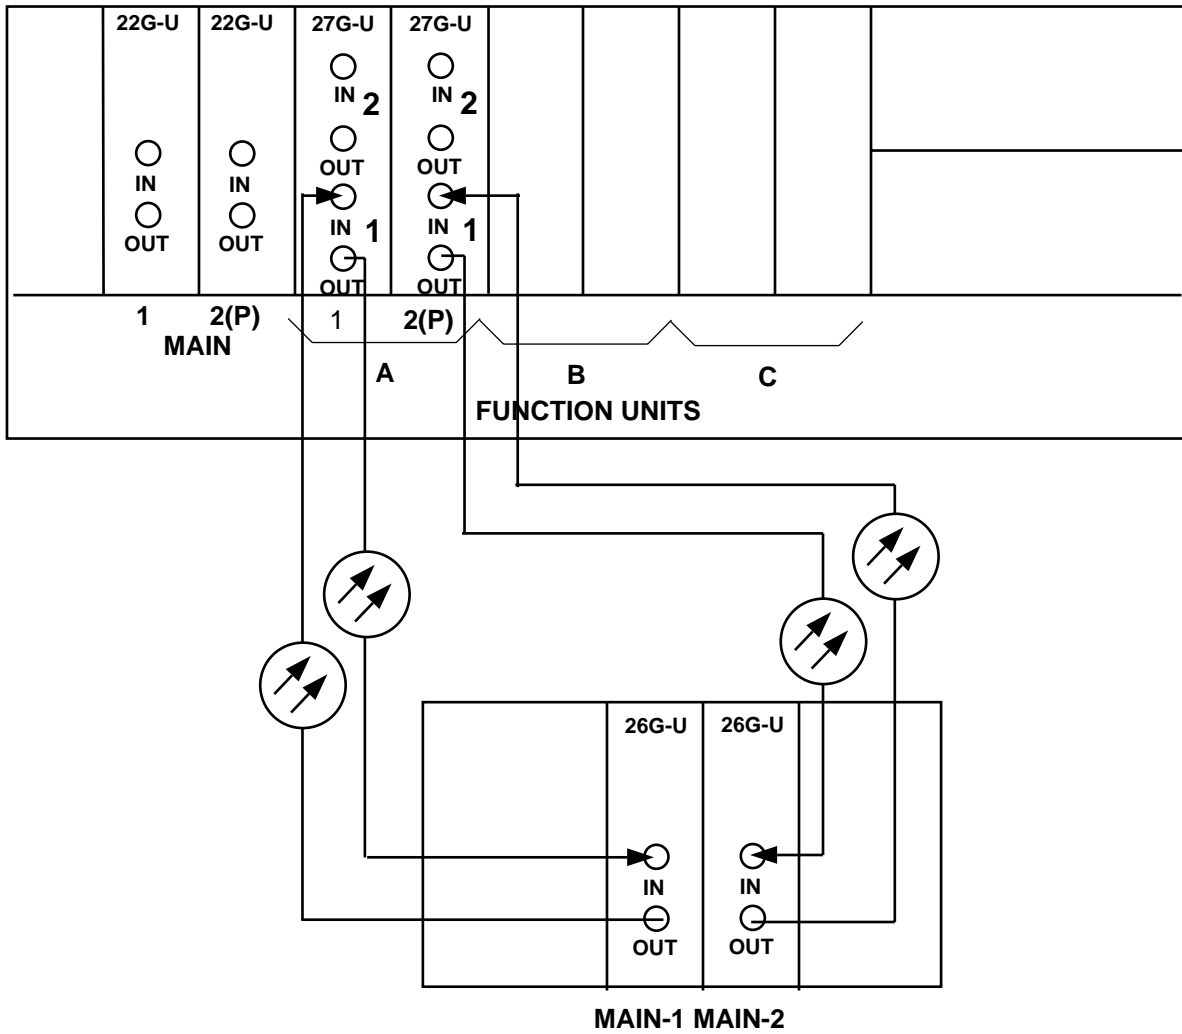 22G-U 22G-U 27G-U 27G-U
IN 2 IN 2
OUT OUT
IN IN
IN 1 IN 1
OUT OUT
OUT OUT
1 2(P) 1 2(P)
MAIN
A B C
FUNCTION UNITS
26G-U 26G-U
IN IN
OUT OUT
MAIN-1 MAIN-2